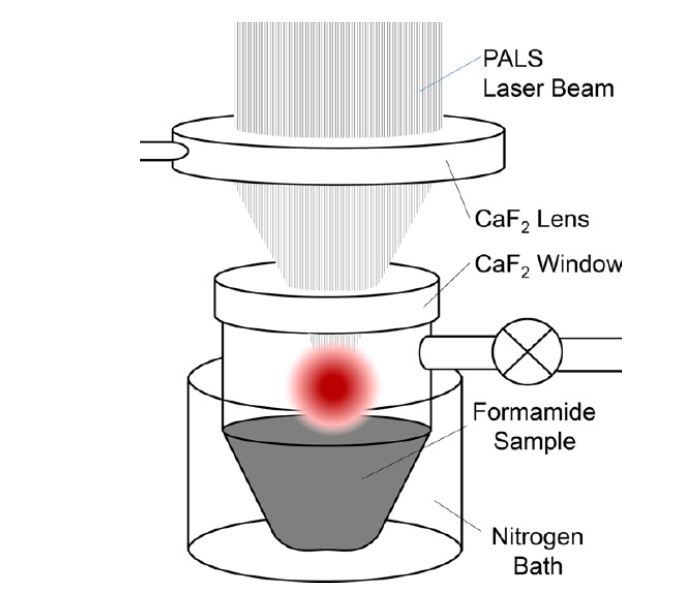 PALS
Laser Beam
CaF₂ Lens
CaF₂ Window
Formamide
Sample
Nitrogen
Bath